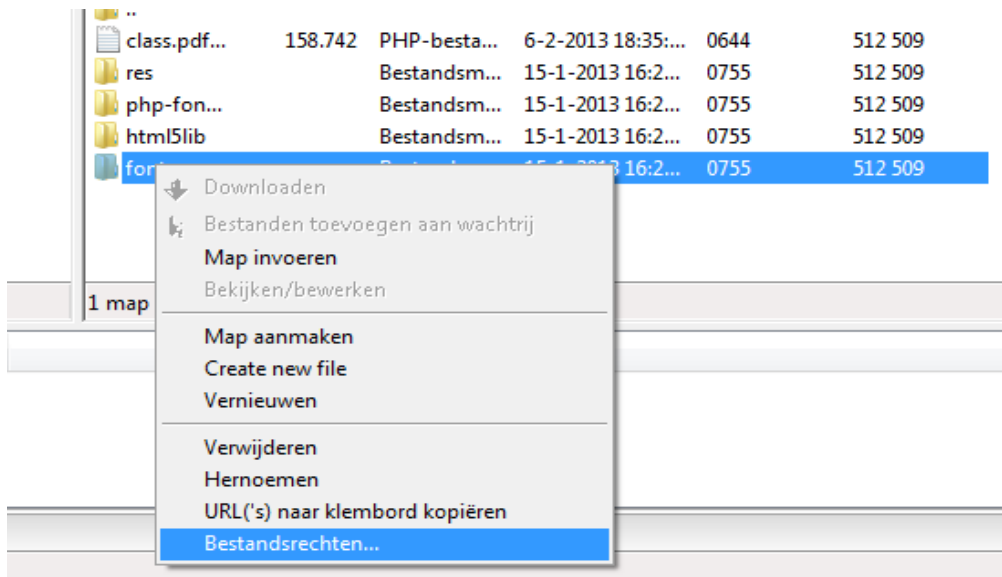 ..
class.pdf... 158.742 PHP-besta... 6-2-2013 18:35:... 0644 512 509
res Bestandsm... 15-1-2013 16:2... 0755 512 509
php-fon... Bestandsm... 15-1-2013 16:2... 0755 512 509
html5lib Bestandsm... 15-1-2013 16:2... 0755 512 509
16:2... 0755 512 509
Downloaden
Bestanden toevoegen aan wachtrij
Map invoeren
Bekijken/bewerken
1 map
Map aanmaken
Create new file
Vernieuwen
Verwijderen
Hernoemen
URL('s) naar klembord kopiëren
Bestandsrechten...